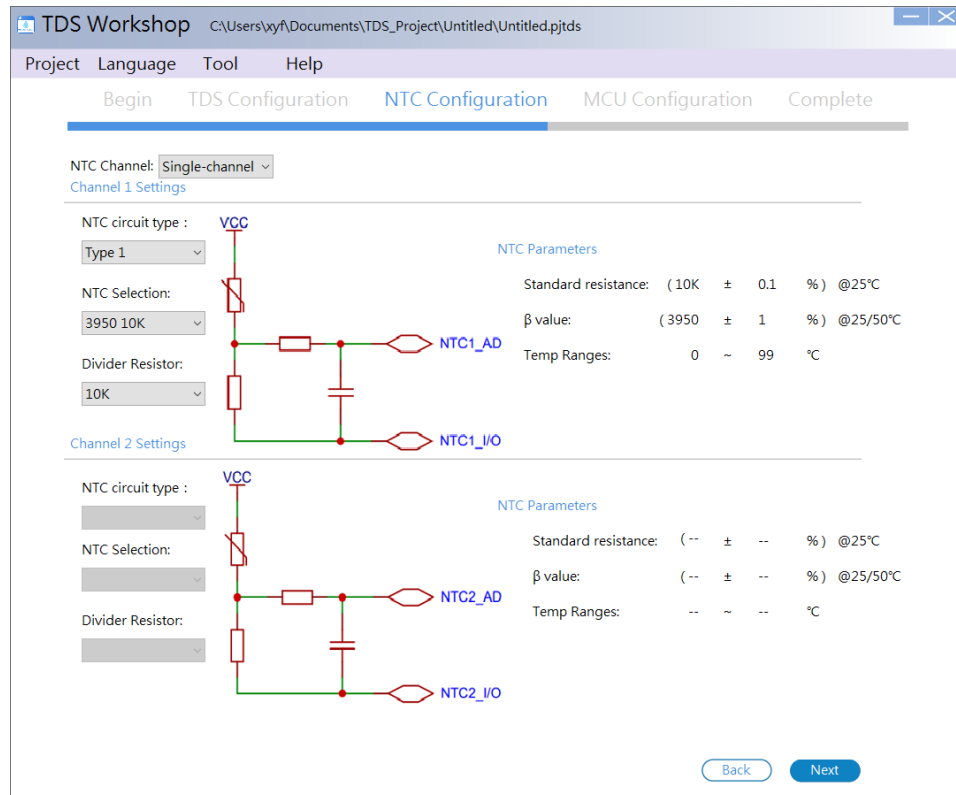 TDS Workshop C:\Users\xyf\Documents\TDS_Project\Untitled\Untitled.pjtds
Project Language Tool Help
Begin TDS Configuration NTC Configuration MCU Configuration Complete
NTC Channel: Single-channel
Channel 1 Settings
NTC circuit type :
Type 1
NTC Selection:
3950 10K
Divider Resistor:
10K
VCC
NTC1_AD
NTC1_I/O
NTC Parameters
Standard resistance: (10K ± 0.1 %) @25℃
β value: (3950 ± 1 %) @25/50℃
Temp Ranges: 0 ~ 99 ℃
Channel 2 Settings
NTC circuit type :
NTC Selection:
Divider Resistor:
VCC
NTC2_AD
NTC2_I/O
NTC Parameters
Standard resistance: (-- ± -- %) @25℃
β value: (-- ± -- %) @25/50℃
Temp Ranges: -- ~ -- ℃
Back Next